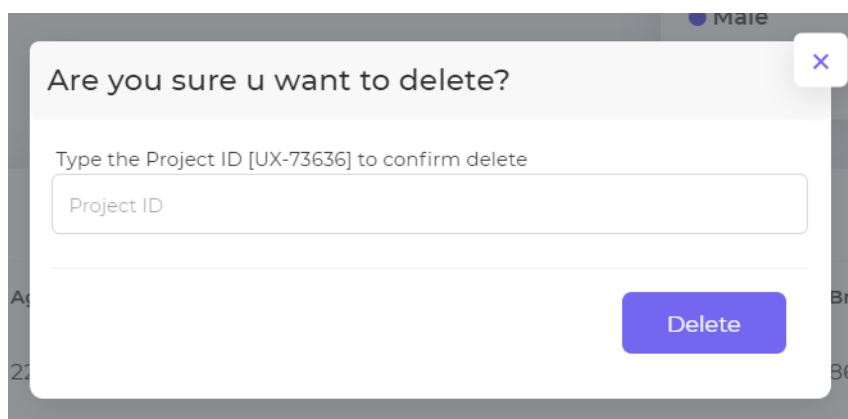 Male
Are you sure u want to delete?
Type the Project ID [UX-73636] to confirm delete
Project ID
Delete
22